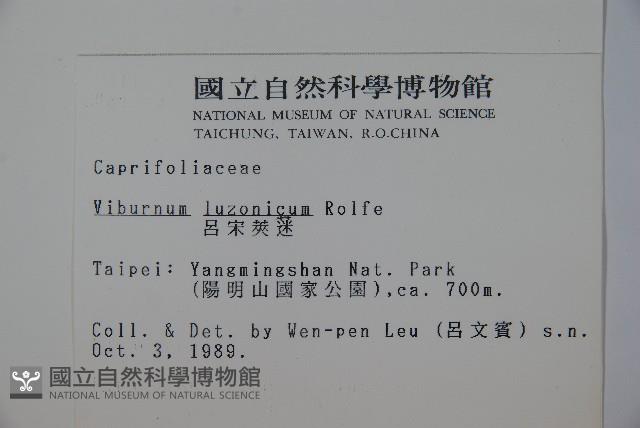 國立自然科學博物館
NATIONAL MUSEUM OF NATURAL SCIENCE
TAICHUNG, TAIWAN, R.O.CHINA
Caprifoliaceae
Viburnum luzonicum Rolfe
呂宋莢迷
Taipei: Yangmingshan Nat. Park
(陽明山國家公園),ca. 700m.
Coll. & Det. by Wen-pen Leu (呂文賓) s.n.
Oct. 3, 1989.
國立自然科學博物館
NATIONAL MUSEUM OF NATURAL SCIENCE